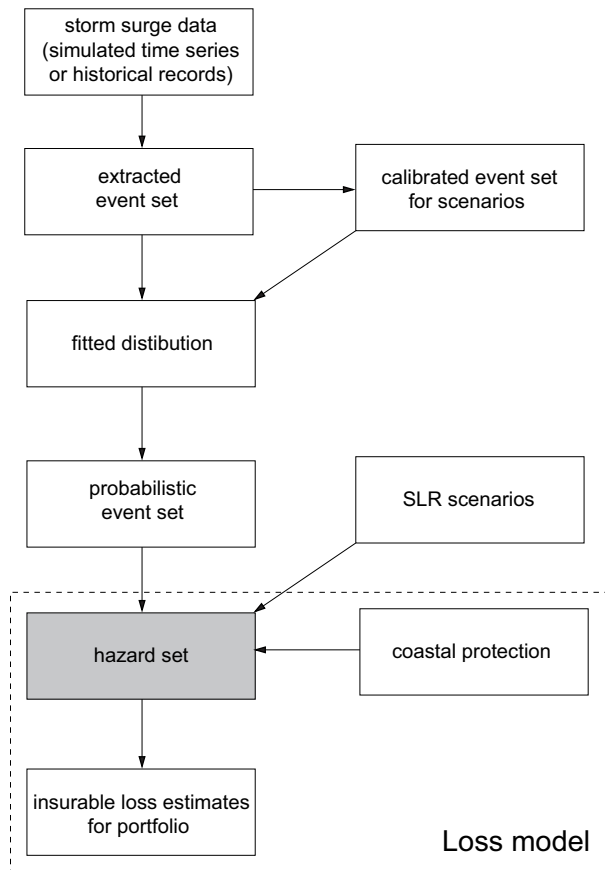 storm surge data
(simulated time series
or historical records)
extracted
event set
calibrated event set
for scenarios
fitted distibution
probabilistic
event set
SLR scenarios
hazard set
coastal protection
insurable loss estimates
for portfolio
Loss model